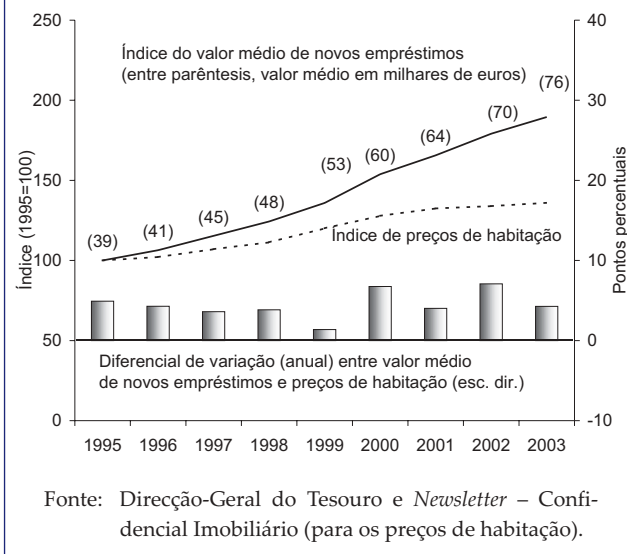 250
200
150
100
50
0
Índice (1995=100)
Índice do valor médio de novos empréstimos
(entre parêntesis, valor médio em milhares de euros)
(39)
(41)
(45)
(48)
(53)
(60)
(64)
(70)
(76)
Índice de preços de habitação
Diferencial de variação (anual) entre valor médio
de novos empréstimos e preços de habitação (esc. dir.)
40
30
20
10
0
-10
Pontos percentuais
1995 1996 1997 1998 1999 2000 2001 2002 2003
Fonte: Direcção-Geral do Tesouro e Newsletter – Confi-
dencial Imobiliário (para os preços de habitação).